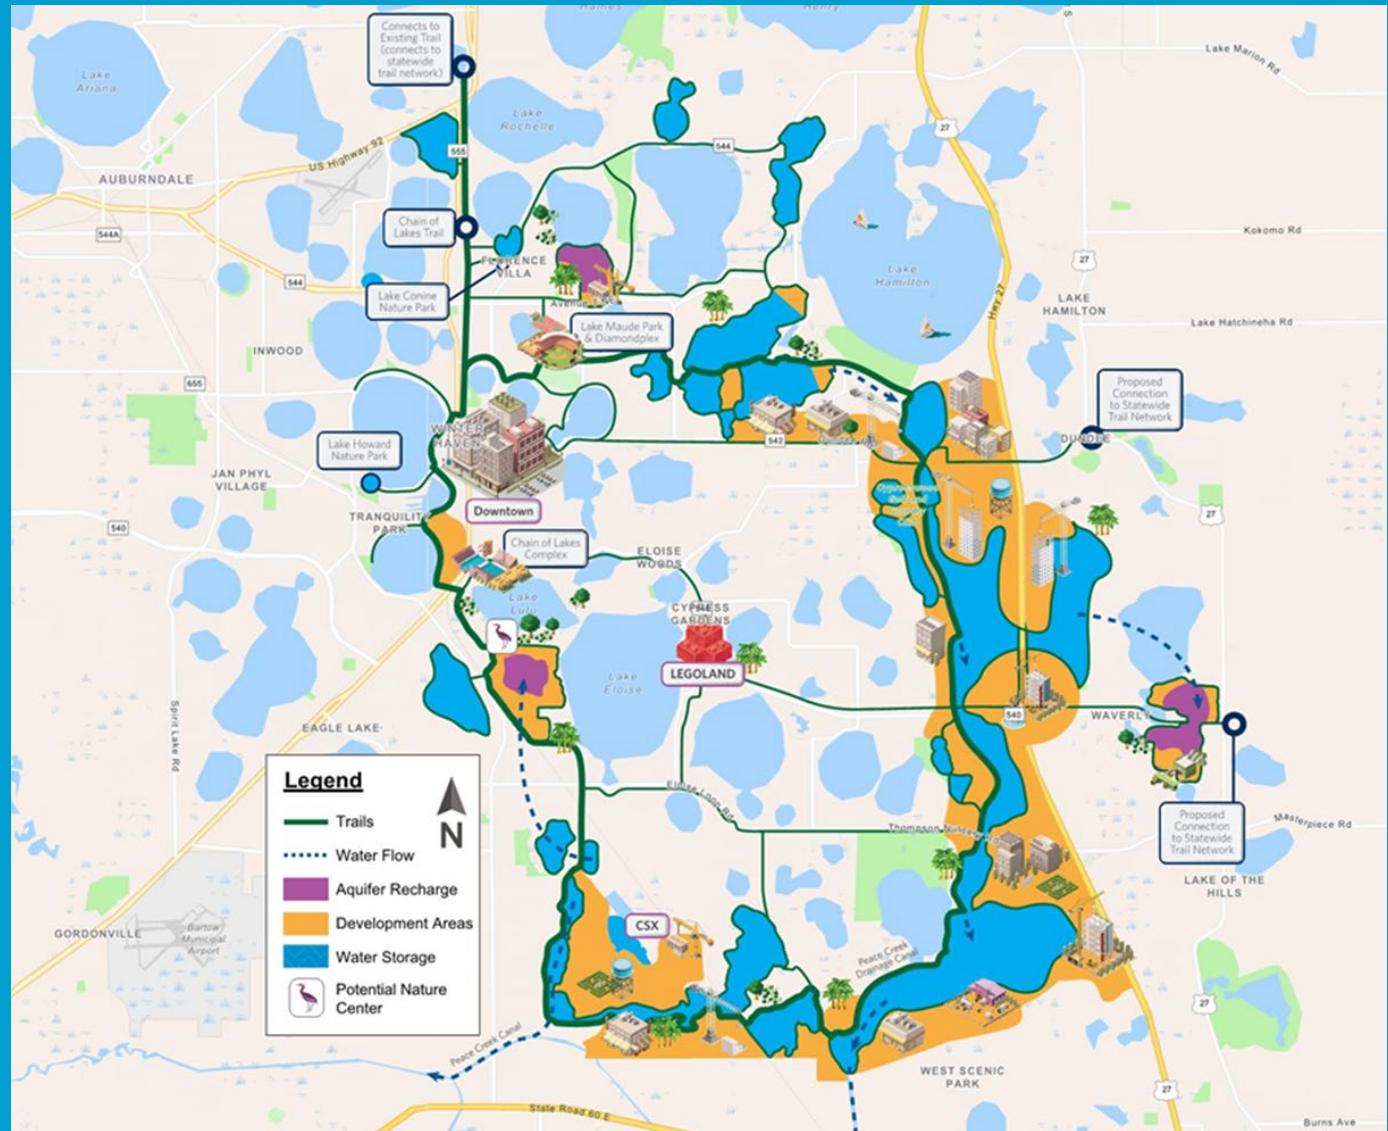 Haines
Henry
Connects to
Existing Trail
(connects to
statewide
trail network)
Lake Marion Rd
Lake
Ariana
Lake
Rochelle
27
US Highway 92
555
544
AUBURNDALE
Chain of
Lakes Trail
544A
Kokomo Rd
FLORENCE
VILLA
27
Lake
Hamilton
544
Lake Conine
Nature Park
Hwy 27
LAKE
HAMILTON
Lake Maude Park
& Diamondplex
Lake Hatchineha Rd
INWOOD
655
Proposed
Connection
to Statewide
Trail Network
WINTER
HAVEN
Lake Howard
Nature Park
542
DUNDEE
JAN PHYL
VILLAGE
Downtown
TRANQUILITY
PARK
540
27
Chain of Lakes
Complex
ELOISE
WOODS
Lake
Lulu
CYPRESS
GARDENS
LEGOLAND
Lake
Eloise
540
WAVERLY
Spirit Lake Rd
EAGLE LAKE
Legend
N
Trails
Water Flow
Aquifer Recharge
Development Areas
Water Storage
Potential Nature
Center
Eloise Loop Rd
Thompson Nursery Rd
Proposed
Connection
to Statewide
Trail Network
Masterpiece Rd
LAKE OF THE
HILLS
GORDONVILLE
Bartow
Municipal
Airport
CSX
Peace Creek
Drainage Canal
27
Peace Creek Canal
WEST SCENIC
PARK
27
State Road 60 E
Burns Ave